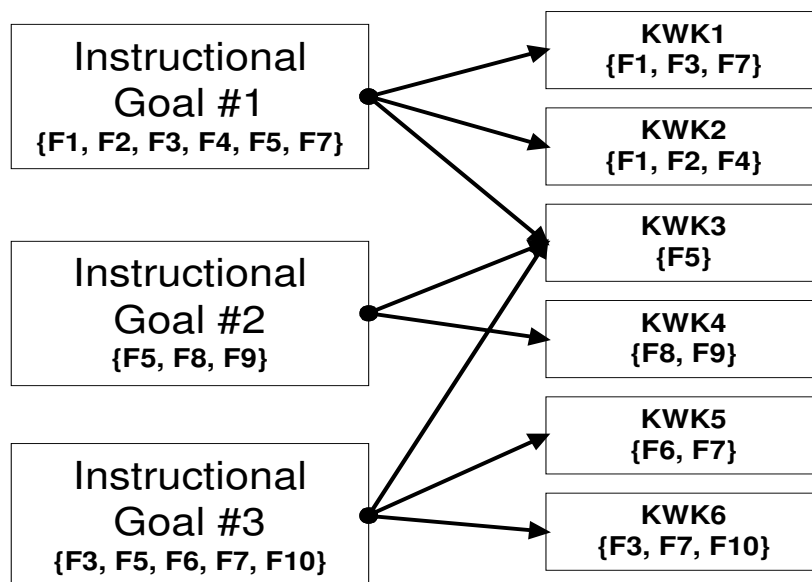 Instructional
Goal #1
{F1, F2, F3, F4, F5, F7}
Instructional
Goal #2
{F5, F8, F9}
Instructional
Goal #3
{F3, F5, F6, F7, F10}
KWK1
{F1, F3, F7}
KWK2
{F1, F2, F4}
KWK3
{F5}
KWK4
{F8, F9}
KWK5
{F6, F7}
KWK6
{F3, F7, F10}